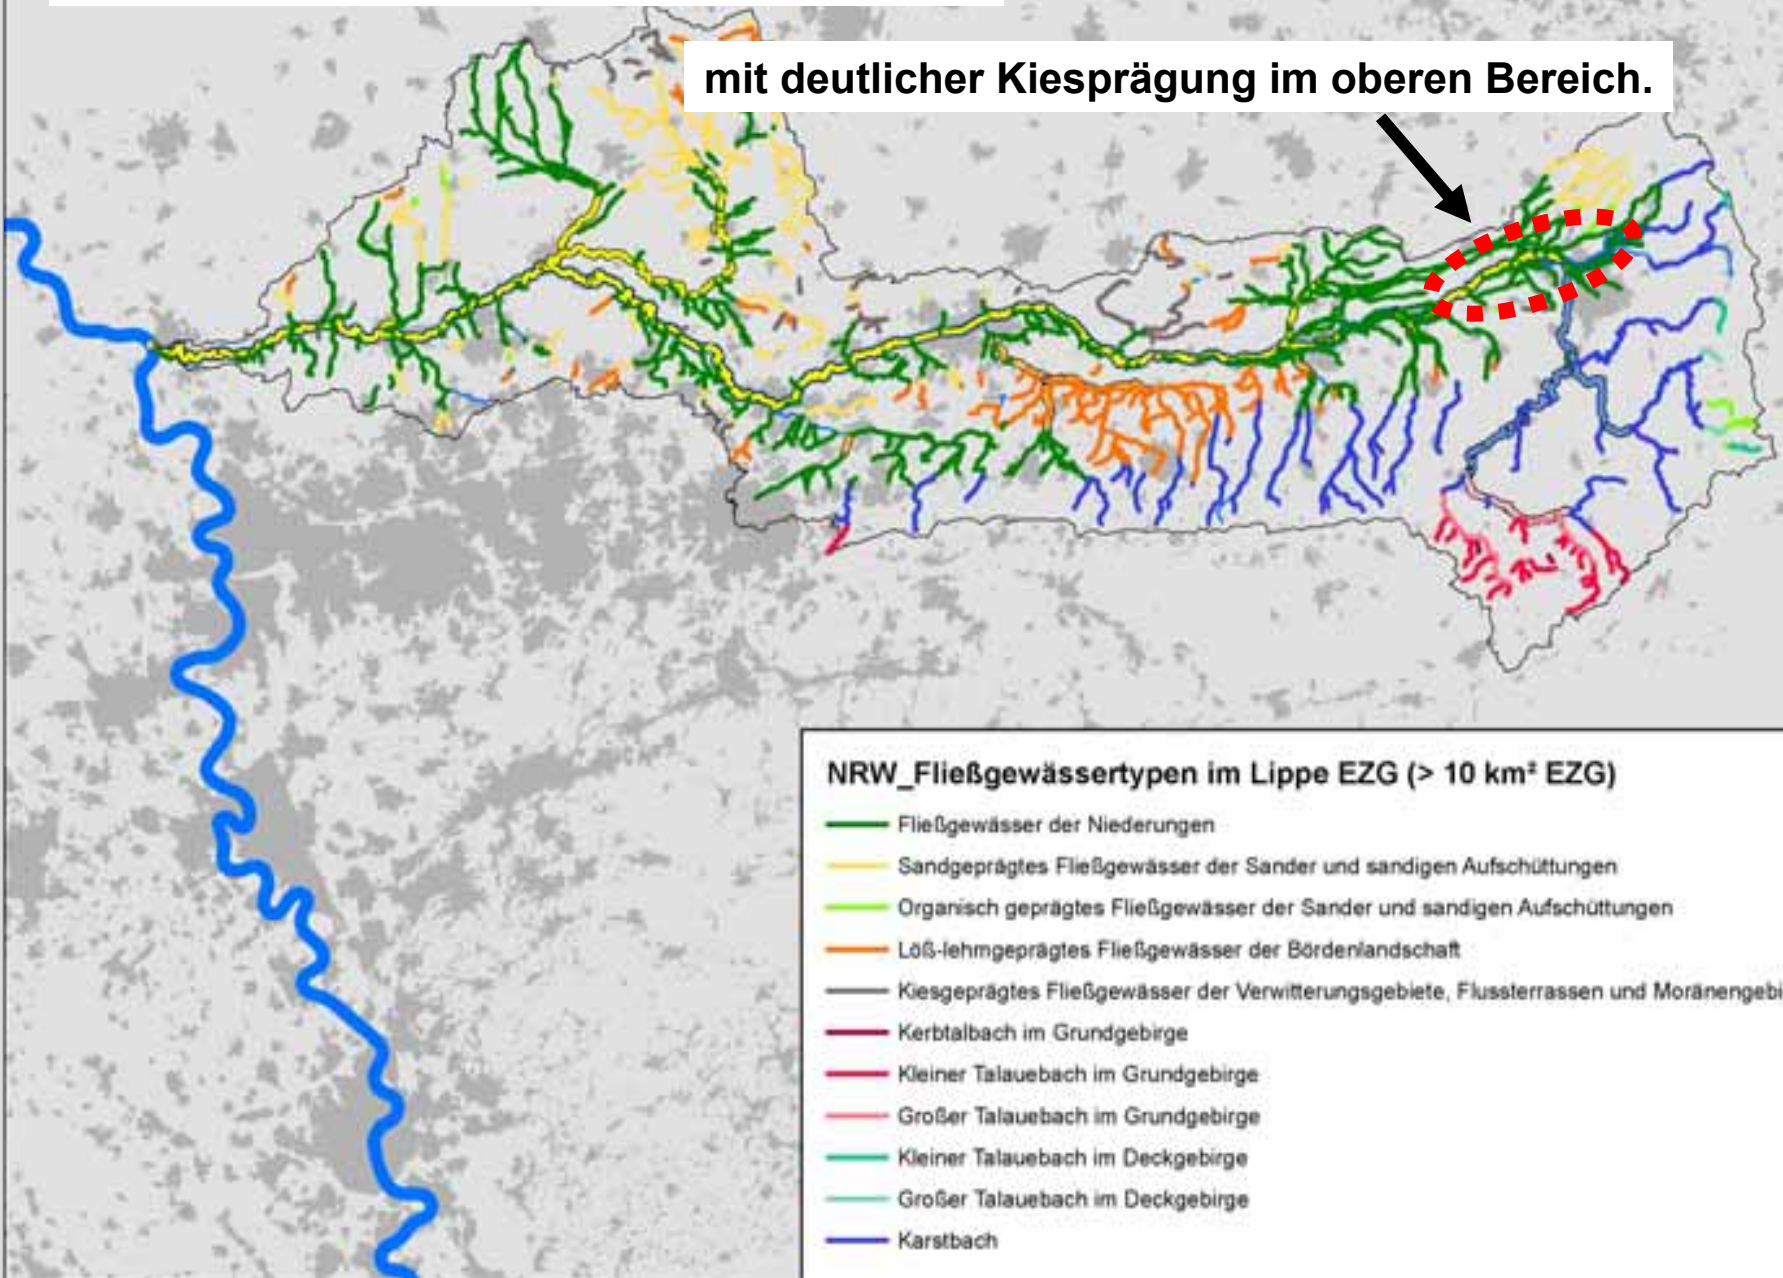 mit deutlicher Kiesprägung im oberen Bereich.
NRW_Fließgewässertypen im Lippe EZG (> 10 km² EZG)
Fließgewässer der Niederungen
Sandgeprägtes Fließgewässer der Sander und sandigen Aufschüttungen
Organisch geprägtes Fließgewässer der Sander und sandigen Aufschüttungen
Löß-lehmgeprägtes Fließgewässer der Bördenlandschaft
Kiesgeprägtes Fließgewässer der Verwitterungsgebiete, Flussterrassen und Moränengebi
Kerbtalbach im Grundgebirge
Kleiner Talauebach im Grundgebirge
Großer Talauebach im Grundgebirge
Kleiner Talauebach im Deckgebirge
Großer Talauebach im Deckgebirge
Karstbach